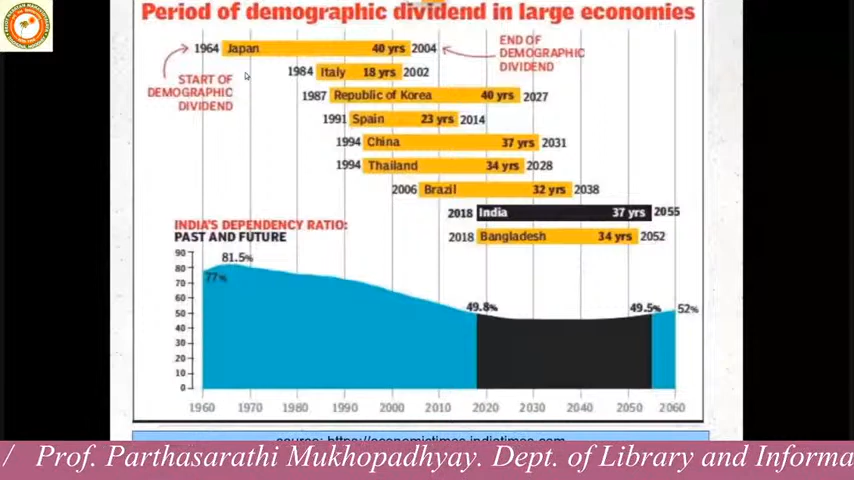 Period of demographic dividend in large economies
1964 Japan 40 yrs 2004
START OF
DEMOGRAPHIC
DIVIDEND
END OF
DEMOGRAPHIC
DIVIDEND
1984 Italy 18 yrs 2002
1987 Republic of Korea 40 yrs 2027
1991 Spain 23 yrs 2014
1994 China 37 yrs 2031
1994 Thailand 34 yrs 2028
2006 Brazil 32 yrs 2038
2018 India 37 yrs 2055
2018 Bangladesh 34 yrs 2052
INDIA'S DEPENDENCY RATIO:
PAST AND FUTURE
90
80
70
60
50
40
30
20
10
0
77%
81.5%
49.8%
49.5%
52%
1960 1970 1980 1990 2000 2010 2020 2030 2040 2050 2060
source: https://economictimes.indiatimes.com
/ Prof. Parthasarathi Mukhopadhyay. Dept. of Library and Informa